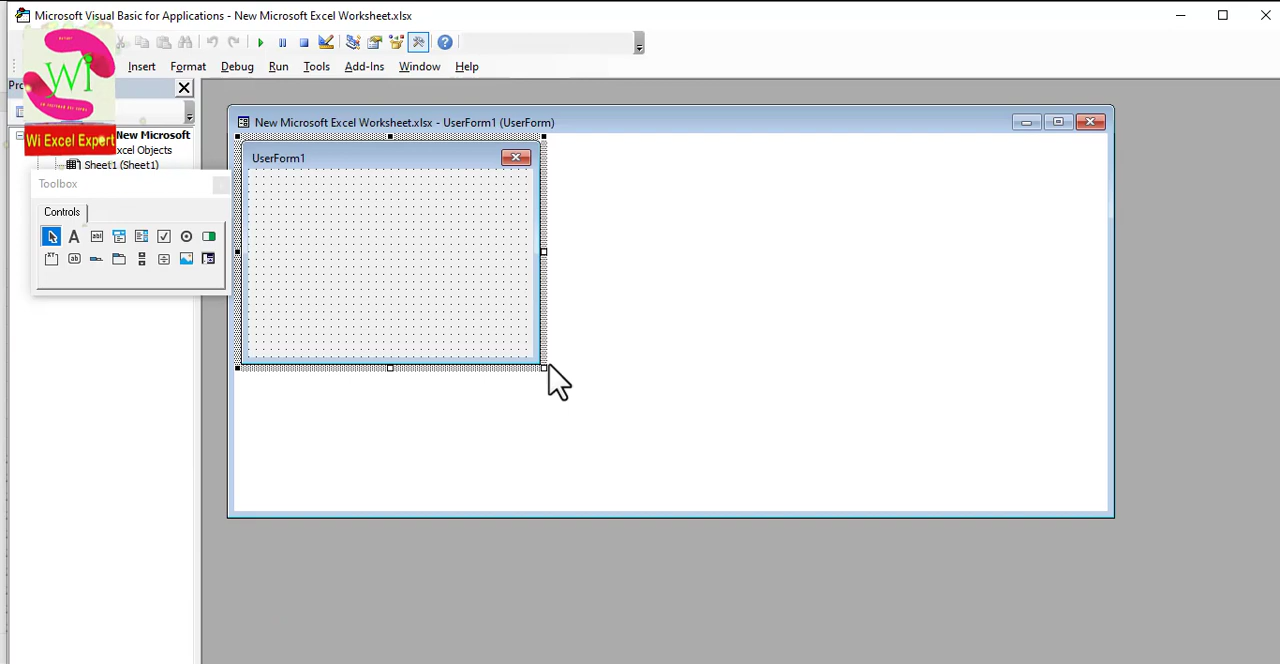 Microsoft Visual Basic for Applications - New Microsoft Excel Worksheet.xlsx
Insert Format Debug Run Tools Add-Ins Window Help
Wi
Wi Excel Expert
New Microsoft
xcel Objects
Sheet1 (Sheet1)
Toolbox
Controls
New Microsoft Excel Worksheet.xlsx - UserForm1 (UserForm)
UserForm1